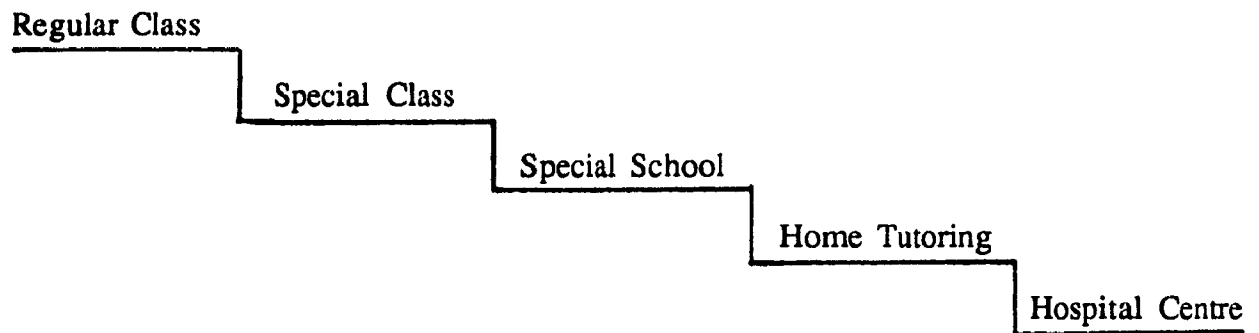 Regular Class
Special Class
Special School
Home Tutoring
Hospital Centre